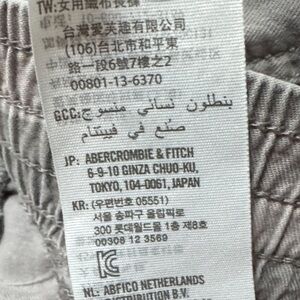 TW:女用織布長褲
台灣愛芙趣有限公司
(106)台北市和平東
路一段6號7樓之2
00801-13-6370
GCC: بنطلون نسائي منسوج
صنع في فيتنام
JP: ABERCROMBIE & FITCH
6-9-10 GINZA CHUO-KU,
TOKYO, 104-0061, JAPAN
KR: (우편번호 05551)
서울 송파구 올림픽로
300 롯데월드몰 1층 제8호
00308 12 3569
NL: ABFICO NETHERLANDS
DISTRIBUTION B.V.